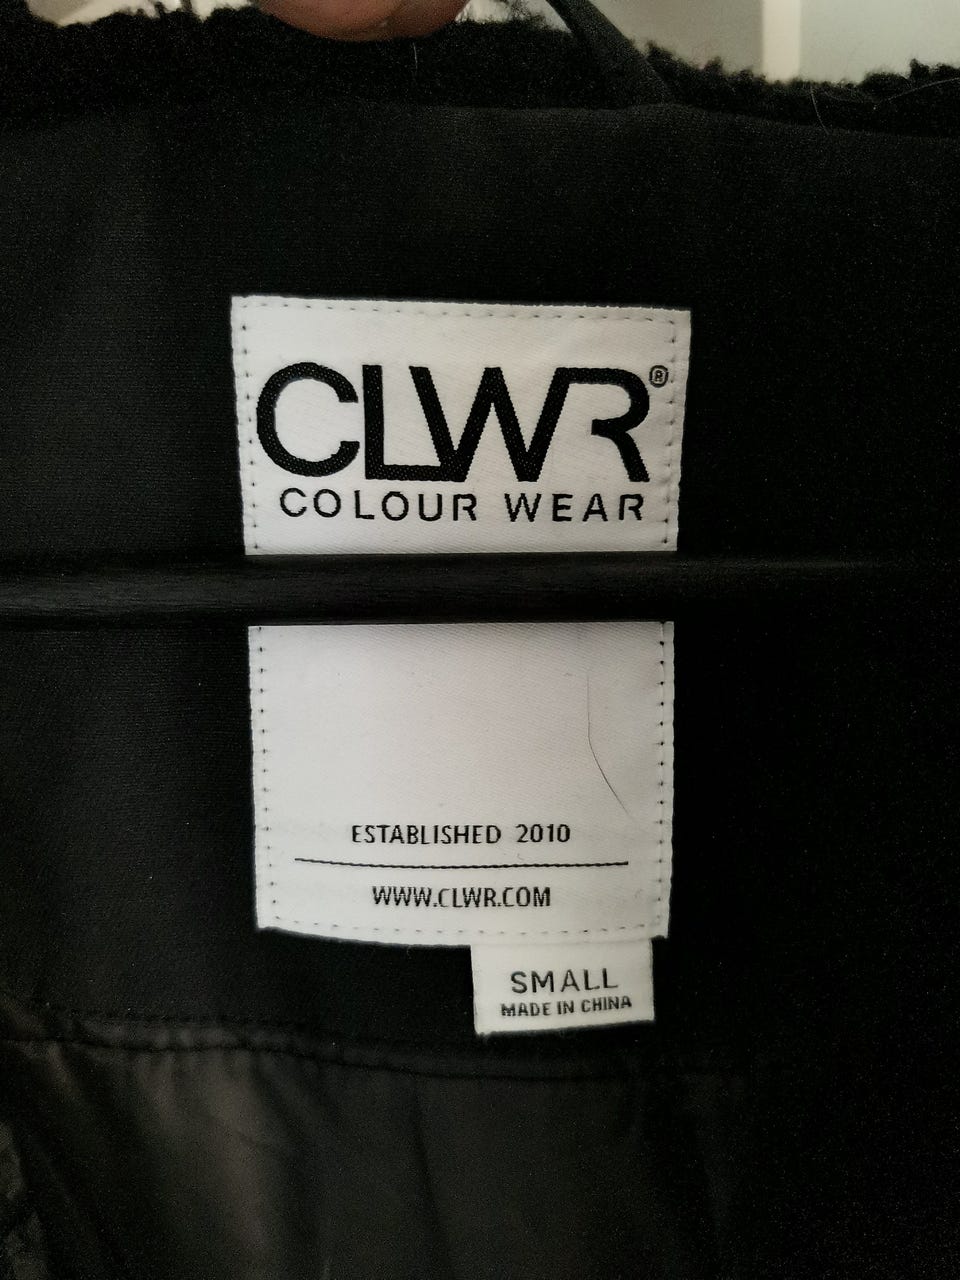 CLWR®
COLOUR WEAR
ESTABLISHED 2010
WWW.CLWR.COM
SMALL
MADE IN CHINA